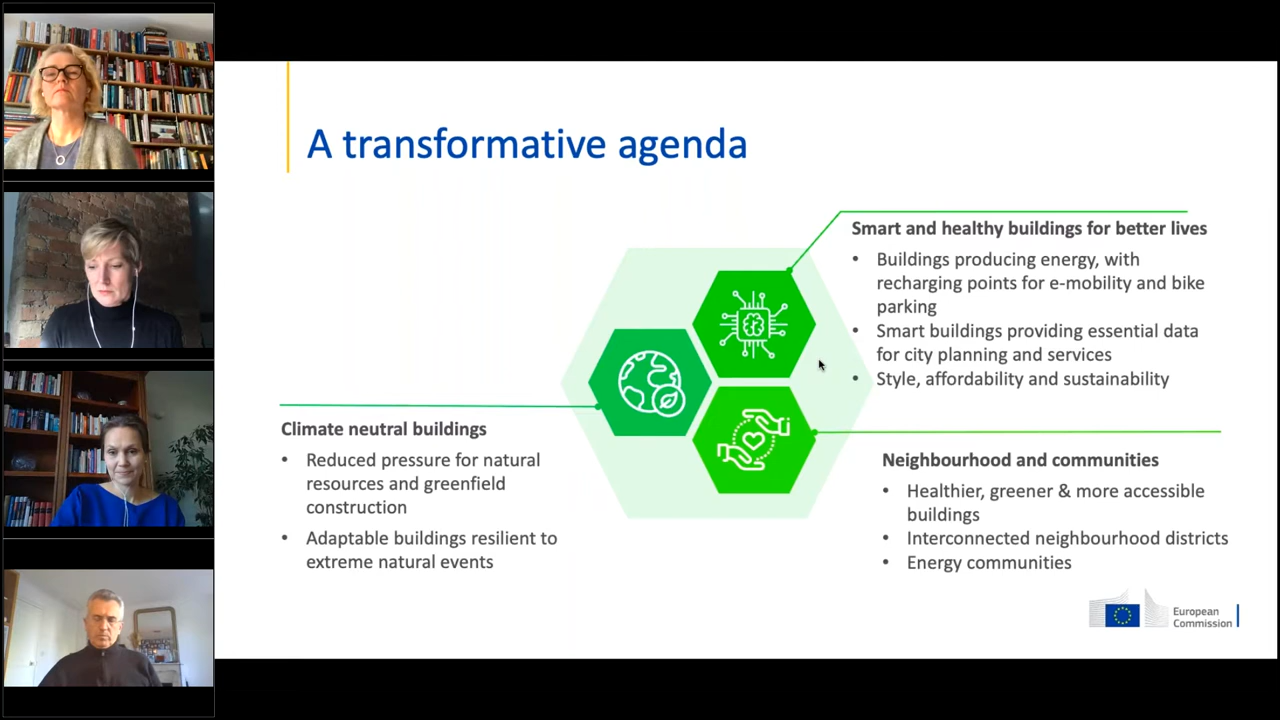 A transformative agenda
Smart and healthy buildings for better lives
• Buildings producing energy, with
recharging points for e-mobility and bike
parking
• Smart buildings providing essential data
for city planning and services
• Style, affordability and sustainability
Climate neutral buildings
• Reduced pressure for natural
resources and greenfield
construction
• Adaptable buildings resilient to
extreme natural events
Neighbourhood and communities
• Healthier, greener & more accessible
buildings
• Interconnected neighbourhood districts
• Energy communities
European
Commission